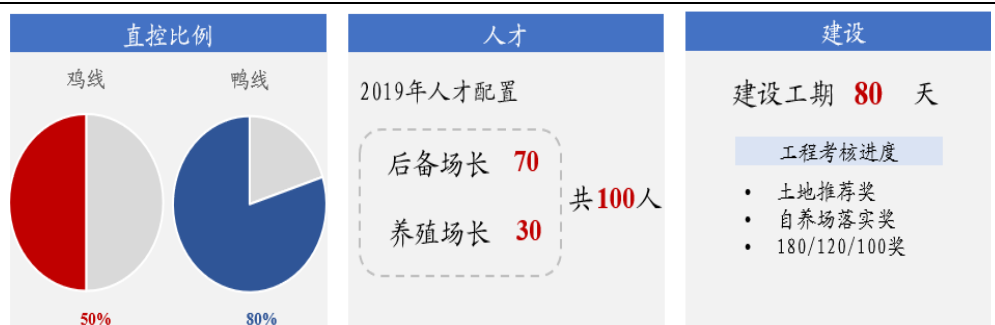 直控比例
鸡线 鸭线
50% 80%
人才
2019年人才配置
后备场长 70
养殖场长 30
共100人
建设
建设工期 80 天
工程考核进度
• 土地推荐奖
• 自养场落实奖
• 180/120/100奖